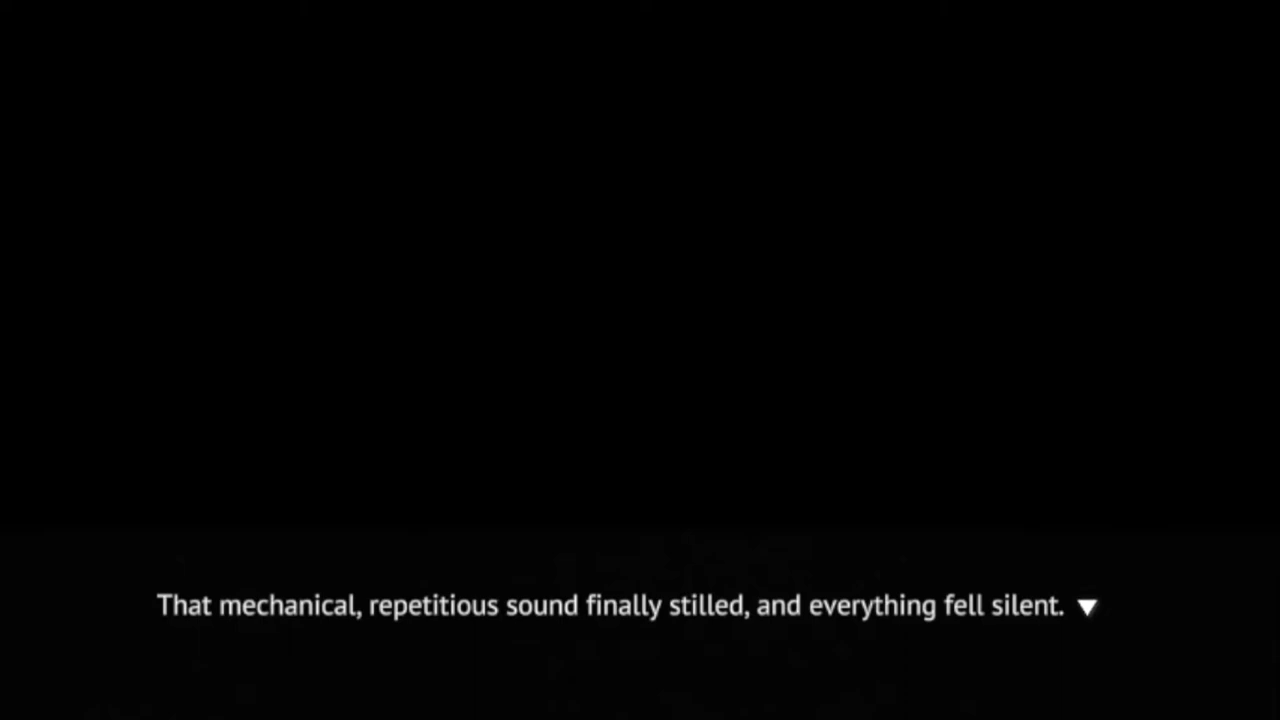 That mechanical, repetitious sound finally stilled, and everything fell silent.